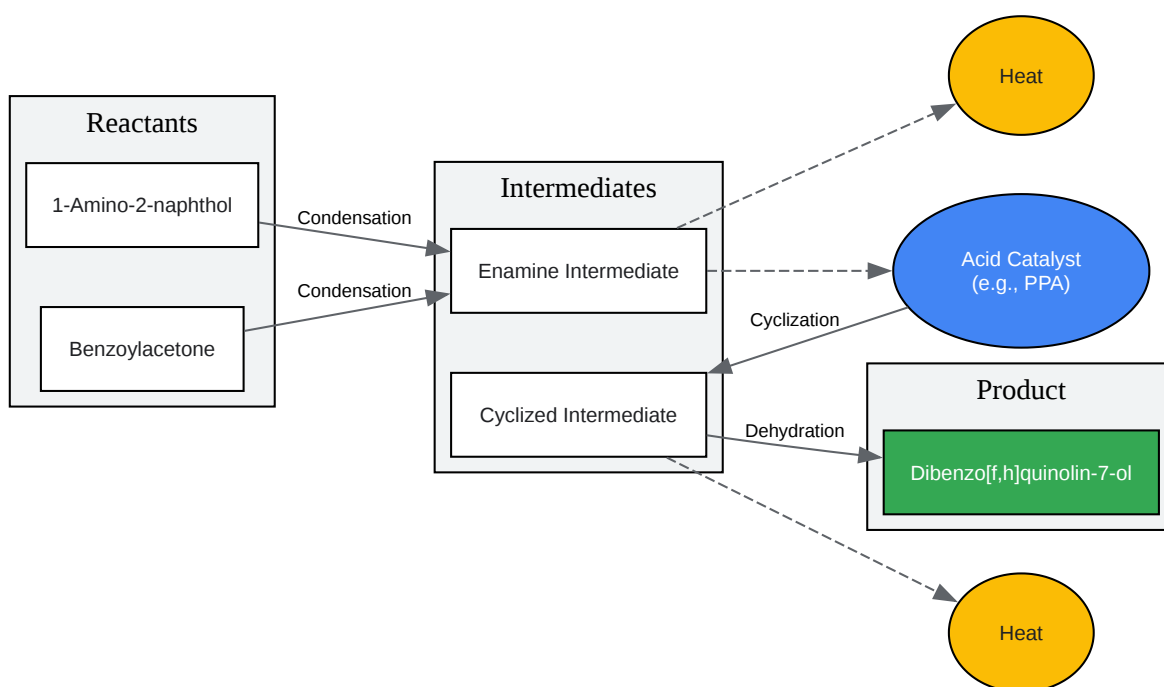 Reactants
1-Amino-2-naphthol
Benzoylacetone
Condensation
Condensation
Intermediates
Enamine Intermediate
Cyclized Intermediate
Heat
Acid Catalyst
(e.g., PPA)
Cyclization
Dehydration
Product
Dibenzo[f,h]quinolin-7-ol
Heat